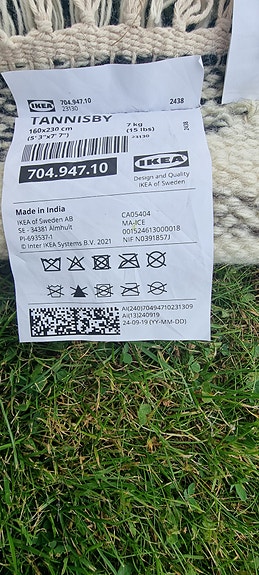 IKEA 704.947.10 2438
23130
TANNISBY
160x230 cm 7 kg
(5' 3"x7' 7") (15 lbs)
23130
2438
704.947.10
IKEA
Design and Quality
IKEA of Sweden
Made in India
IKEA of Sweden AB
SE - 34381 Älmhult
PI-693537-1
© Inter IKEA Systems B.V. 2021
CA05404
MA-ICE
001524613000018
NIF N0391857J
AI(240)70494710231309
AI(13)240919
24-09-19 (YY-MM-DD)